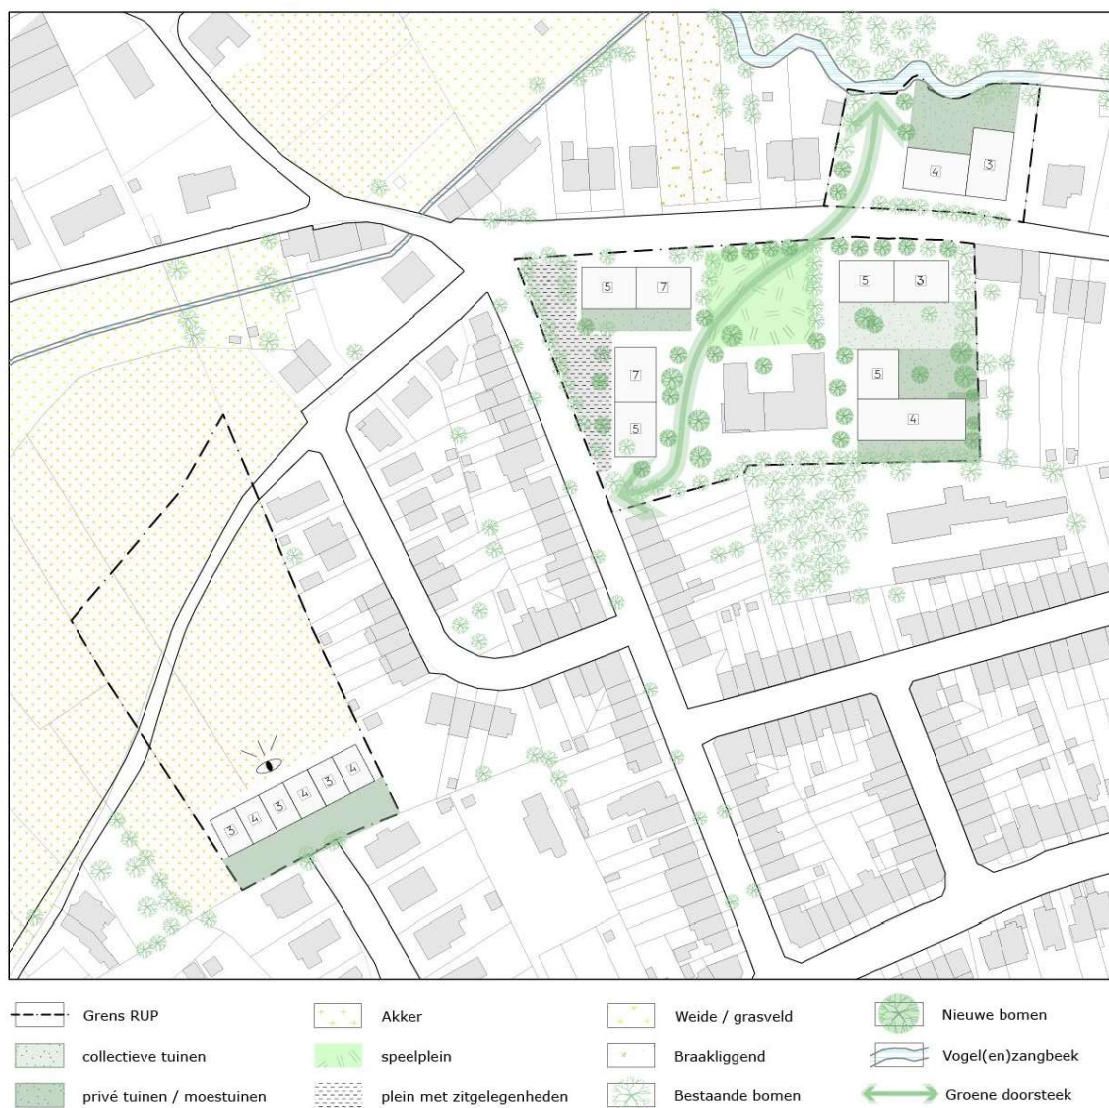 4 3
5 7 5 3
7
5
5
4
3 4 3 4 3 4
Grens RUP Akker Weide / grasveld Nieuwe bomen
collectieve tuinen speelplein Braakliggend Vogel(en)zangbeek
privé tuinen / moestuinen plein met zitgelegenheden Bestaande bomen Groene doorsteek